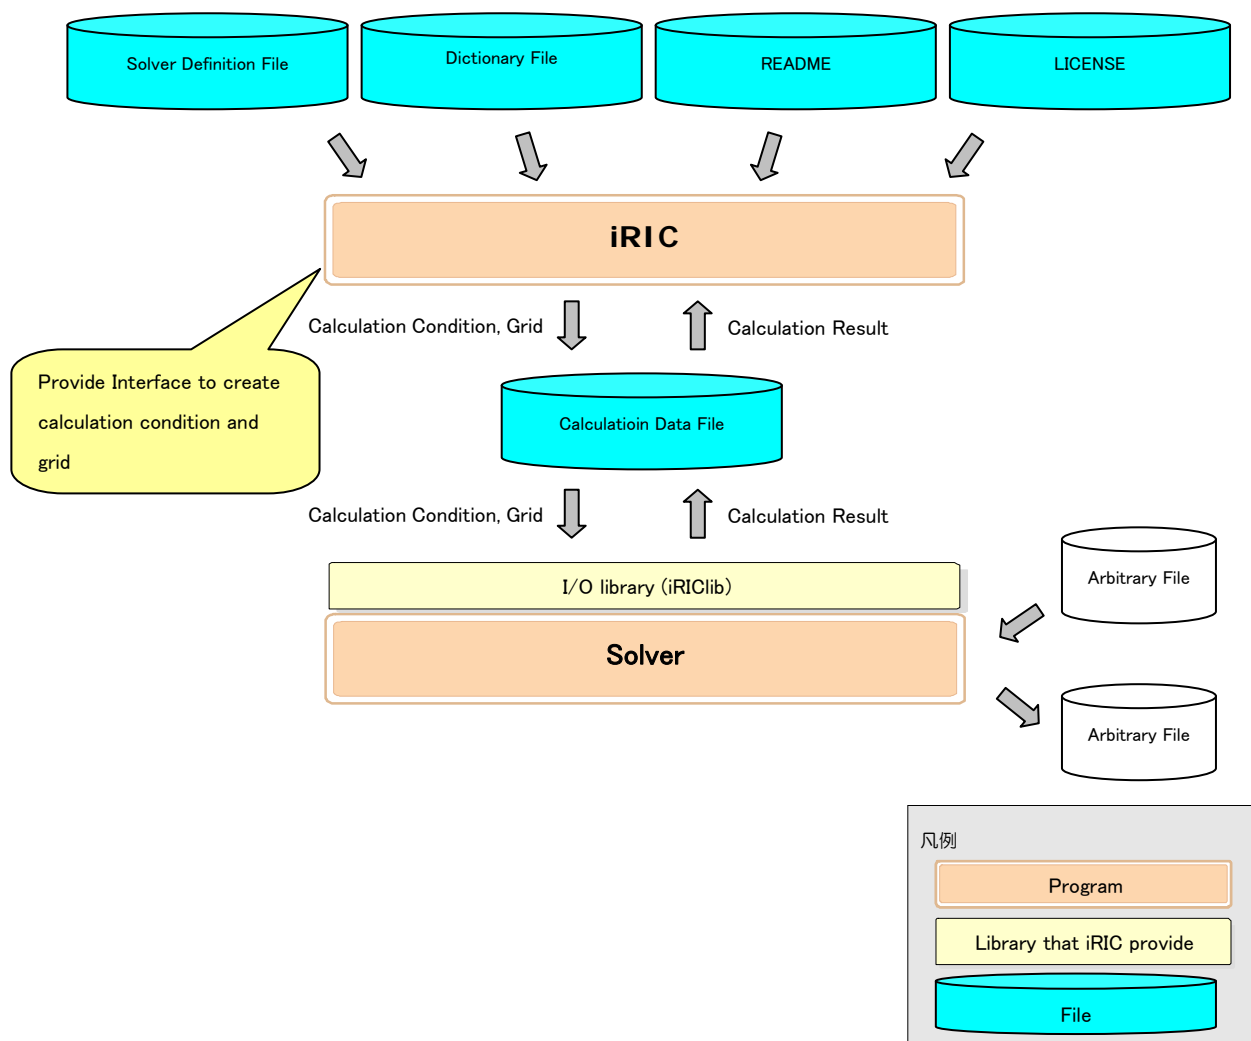 Solver Definition File
Dictionary File
README
LICENSE
iRIC
Calculation Condition, Grid
Calculation Result
Provide Interface to create
calculation condition and
grid
Calculatioin Data File
Calculation Condition, Grid
Calculation Result
I/O library (iRIClib)
Solver
Arbitrary File
Arbitrary File
凡例
Program
Library that iRIC provide
File